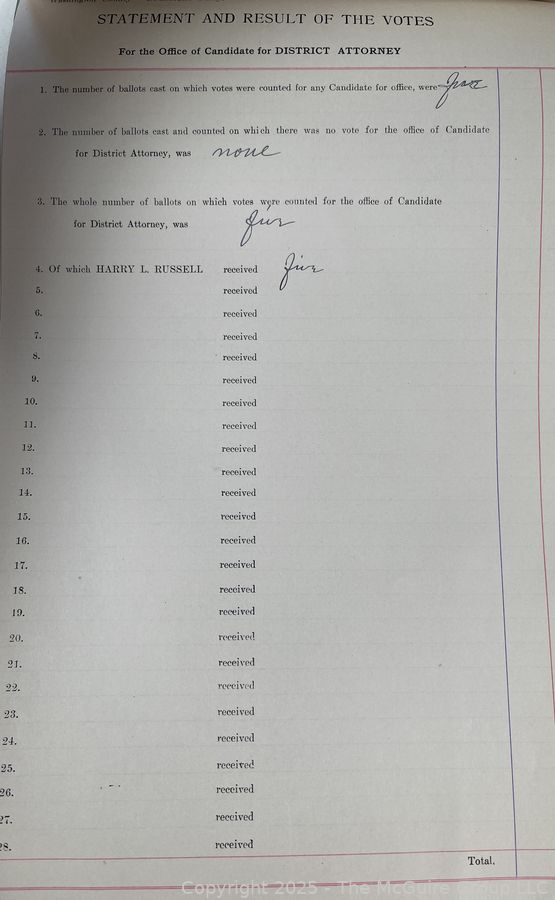 STATEMENT AND RESULT OF THE VOTES
For the Office of Candidate for DISTRICT ATTORNEY
1. The number of ballots cast on which votes were counted for any Candidate for office, were
2. The number of ballots cast and counted on which there was no vote for the office of Candidate
for District Attorney, was none
3. The whole number of ballots on which votes were counted for the office of Candidate
for District Attorney, was five
4. Of which HARRY L. RUSSELL received five
5. received
6. received
7. received
8. received
9. received
10. received
11. received
12. received
13. received
14. received
15. received
16. received
17. received
18. received
19. received
20. received
21. received
22. received
23. received
24. received
25. received
26. received
27. received
28. received
Total.
Copyright 2025 - The McGuire Group LLC